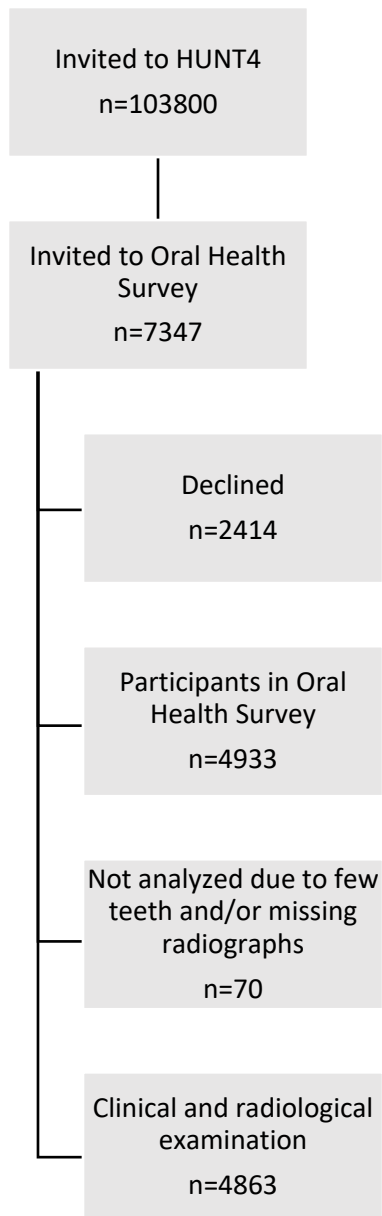 Invited to HUNT4
n=103800
Invited to Oral Health
Survey
n=7347
Declined
n=2414
Participants in Oral
Health Survey
n=4933
Not analyzed due to few
teeth and/or missing
radiographs
n=70
Clinical and radiological
examination
n=4863